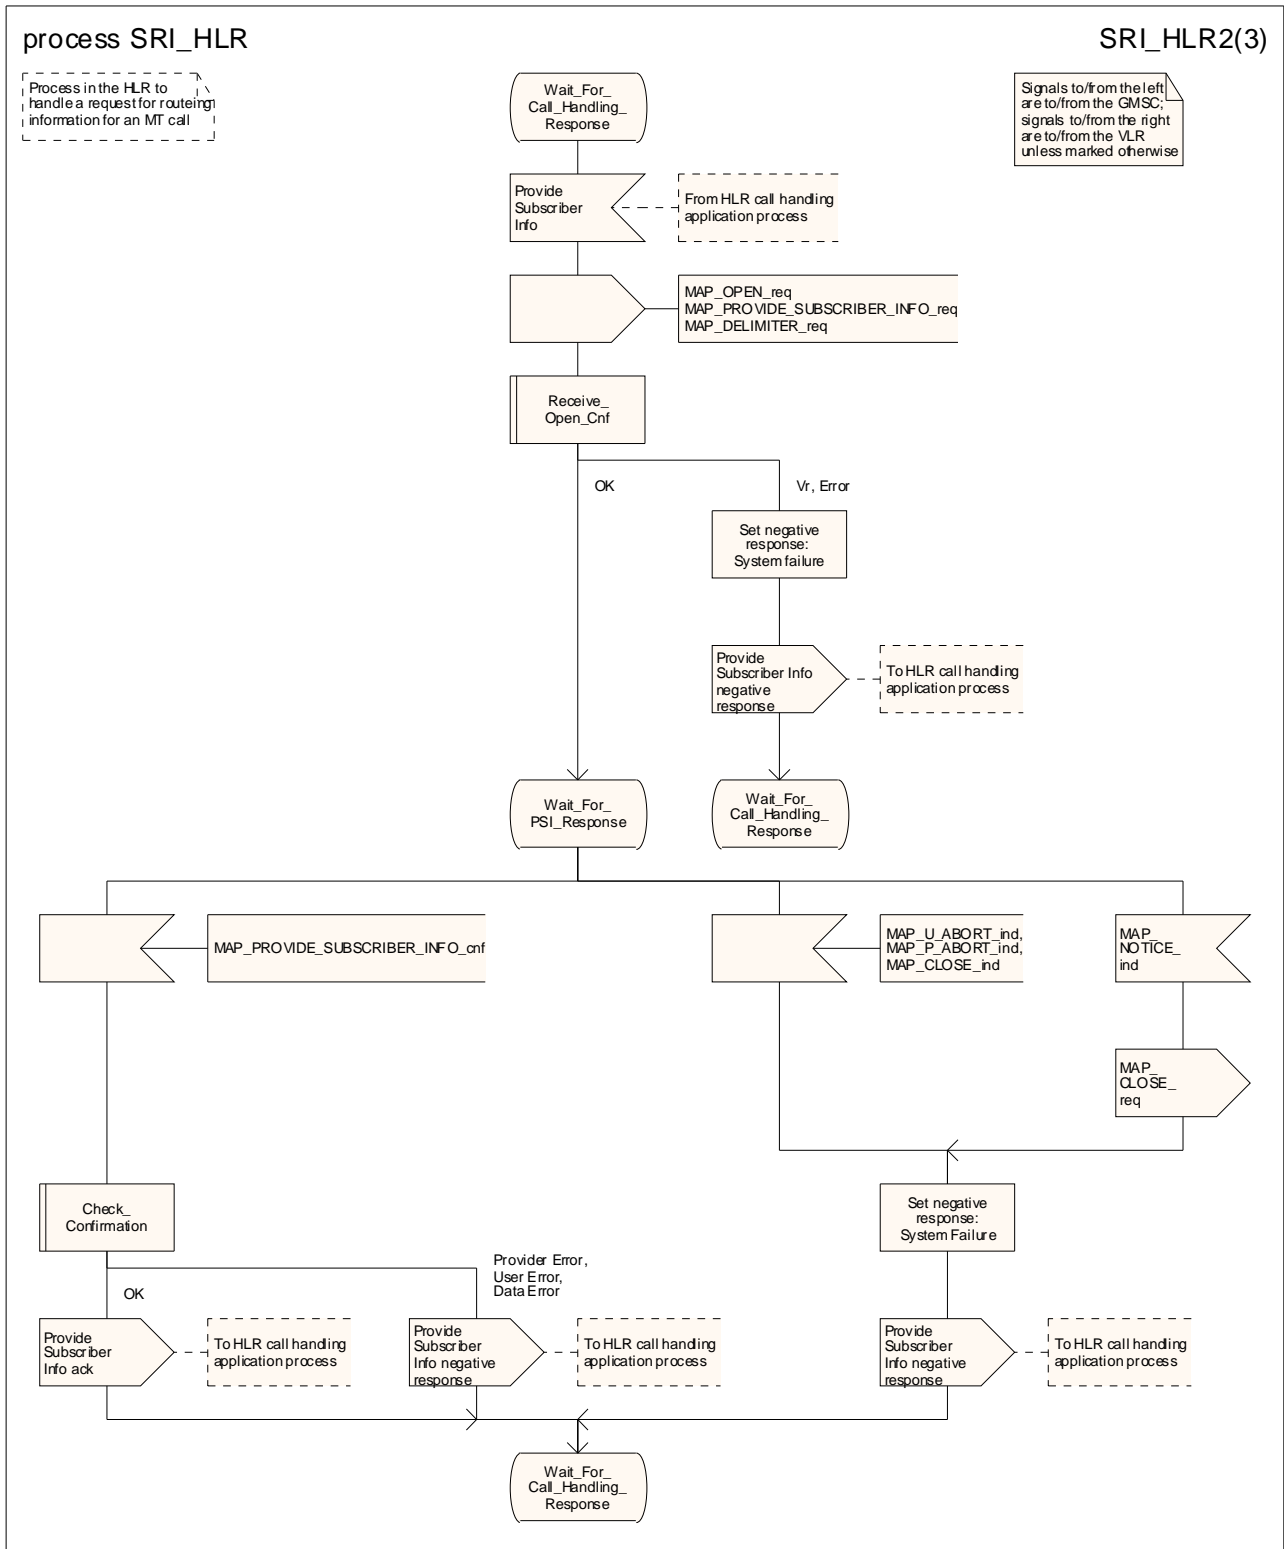 process SRI_HLR
SRI_HLR2(3)
Process in the HLR to
handle a request for routeing
information for an MT call
Wait_For_
Call_Handling_
Response
Signals to/from the left
are to/from the GMSC;
signals to/from the right
are to/from the VLR
unless marked otherwise
Provide
Subscriber
Info
From HLR call handling
application process
MAP_OPEN_req
MAP_PROVIDE_SUBSCRIBER_INFO_req
MAP_DELIMITER_req
Receive_
Open_Cnf
OK
Vr, Error
Set negative
response:
System failure
Provide
Subscriber Info
negative
response
To HLR call handling
application process
Wait_For_
PSI_Response
Wait_For_
Call_Handling_
Response
MAP_PROVIDE_SUBSCRIBER_INFO_cnf
MAP_U_ABORT_ind,
MAP_P_ABORT_ind,
MAP_CLOSE_ind
MAP_
NOTICE_
ind
MAP_
CLOSE_
req
Check_
Confirmation
Set negative
response:
System Failure
OK
Provider Error,
User Error,
Data Error
Provide
Subscriber
Info ack
To HLR call handling
application process
Provide
Subscriber
Info negative
response
To HLR call handling
application process
Provide
Subscriber
Info negative
response
To HLR call handling
application process
Wait_For_
Call_Handling_
Response